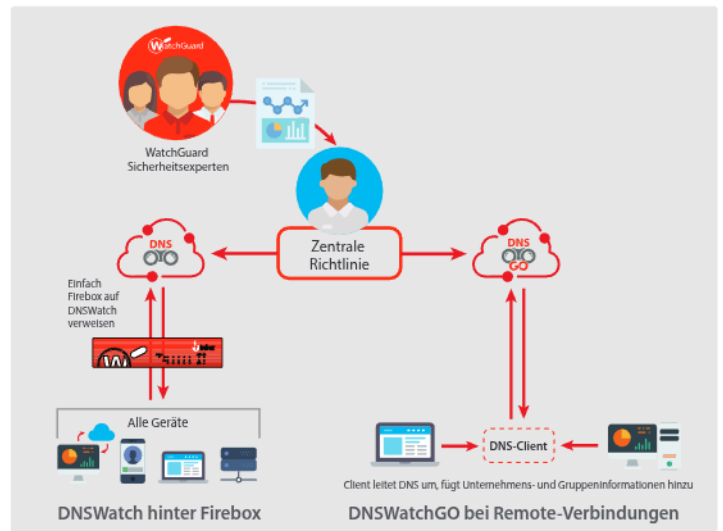 WatchGuard
WatchGuard
Sicherheitsexperten
Zentrale
Richtlinie
DNS
DNS
GO
Einfach
Firebox auf
DNSWatch
verweisen
Alle Geräte
DNS-Client
Client leitet DNS um, fügt Unternehmens- und Gruppeninformationen hinzu
DNSWatch hinter Firebox
DNSWatchGO bei Remote-Verbindungen